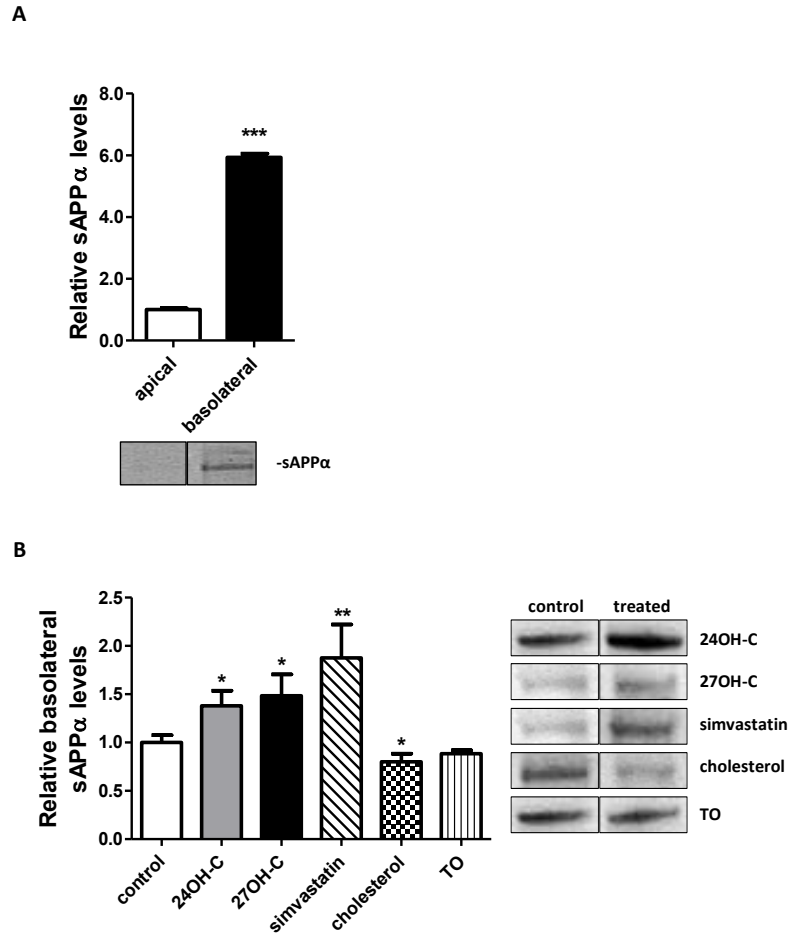 A
Relative sAPPα levels
8.0
6.0
4.0
2.0
0.0
***
apical
basolateral
-sAPPα
B
Relative basolateral
sAPPα levels
2.5
2.0
1.5
1.0
0.5
0.0
*
*
**
*
control
24OH-C
27OH-C
simvastatin
cholesterol
TO
control treated
24OH-C
27OH-C
simvastatin
cholesterol
TO